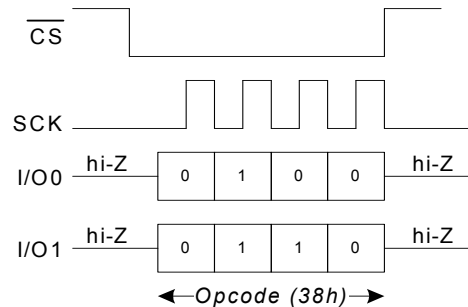 CS
SCK
I/O0 hi-Z 0 1 0 0 hi-Z
I/O1 hi-Z 0 1 1 0 hi-Z
Opcode (38h)